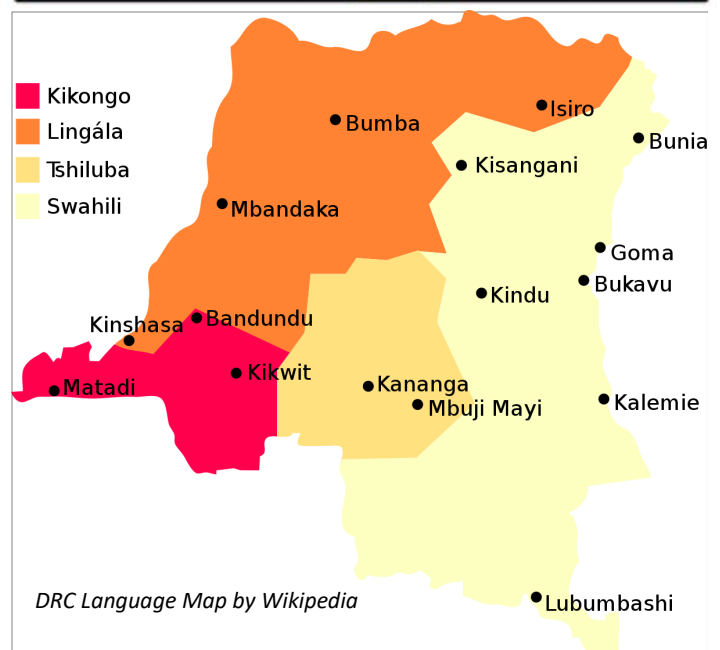 Kikongo
Lingála
Tshiluba
Swahili
Isiro
Bumba
Bunia
Kisangani
Mbandaka
Goma
Bukavu
Kindu
Bandundu
Kinshasa
Kikwit
Matadi
Kananga
Mbuji Mayi
Kalemie
DRC Language Map by Wikipedia
Lubumbashi